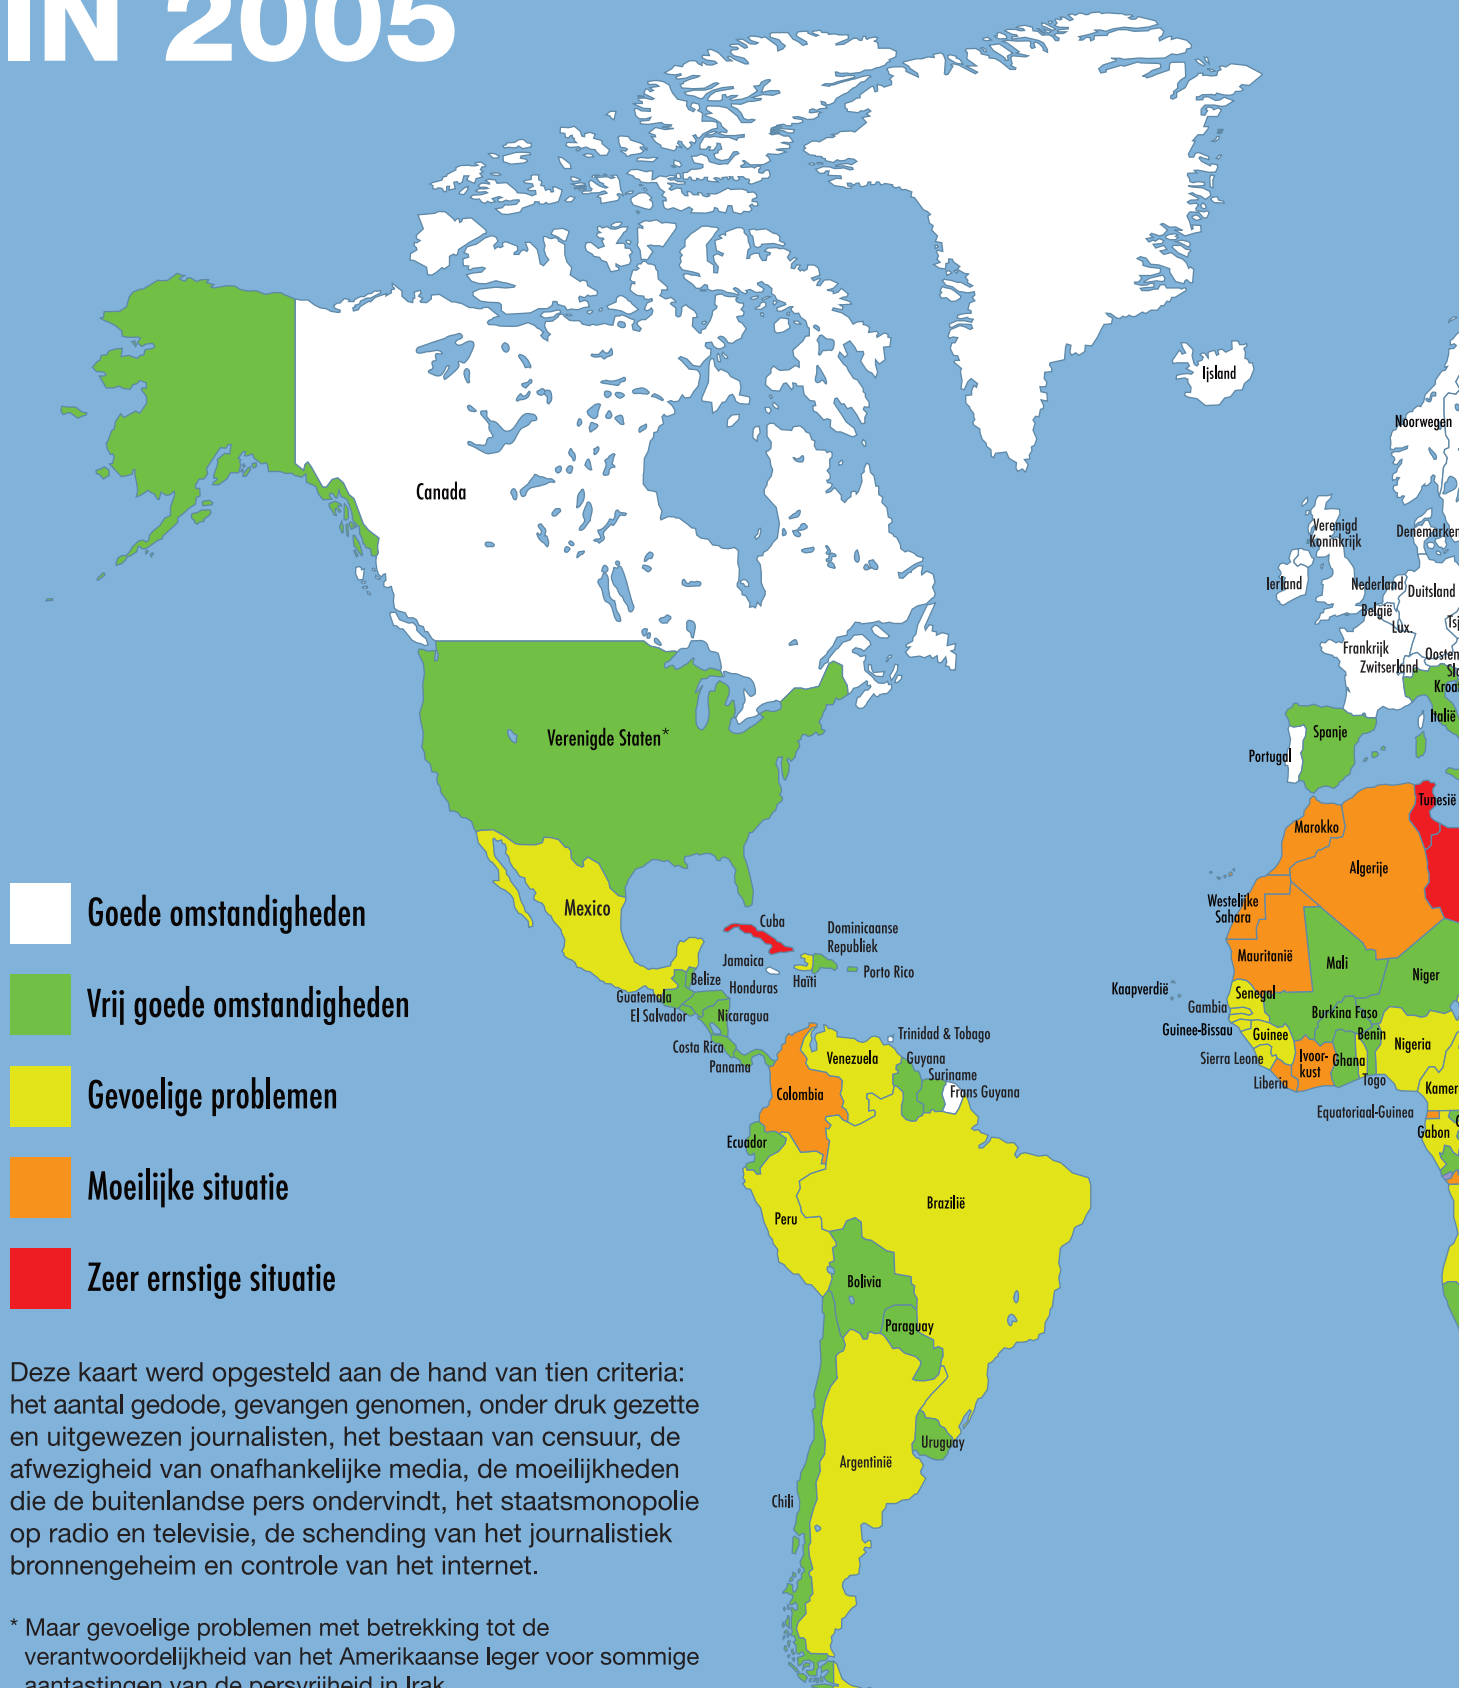 IN 2005
Ijsland
Noorwegen
Canada
Verenigd
Koninkrijk
Denemarken
Ierland
Nederland
Duitsland
België
Lux.
Frankrijk
Zwitserland
Italië
Verenigde Staten*
Spanje
Portugal
Tunesië
Marokko
Algerije
Goede omstandigheden
Mexico
Cuba
Dominicaanse
Republiek
Westelijke
Sahara
Jamaica
Haïti
Porto Rico
Mauritanië
Mali
Niger
Vrij goede omstandigheden
Belize
Honduras
Guatemala
El Salvador
Nicaragua
Kaapverdië
Senegal
Gambia
Burkina Faso
Guinee-Bissau
Guinee
Benin
Nigeria
Costa Rica
Panama
Trinidad & Tobago
Venezuela
Guyana
Suriname
Frans Guyana
Sierra Leone
Ivoor-
kust
Ghana
Liberia
Togo
Gevoelige problemen
Colombia
Equatoriaal-Guinea
Gabon
Ecuador
Moeilijke situatie
Peru
Brazilië
Zeer ernstige situatie
Bolivia
Paraguay
Uruguay
Argentinië
Chili
Deze kaart werd opgesteld aan de hand van tien criteria:
het aantal gedode, gevangen genomen, onder druk gezette
en uitgewezen journalisten, het bestaan van censuur, de
afwezigheid van onafhankelijke media, de moeilijkheden
die de buitenlandse pers ondervindt, het staatsmonopolie
op radio en televisie, de schending van het journalistiek
bronnengeheim en controle van het internet.
* Maar gevoelige problemen met betrekking tot de
verantwoordelijkheid van het Amerikaanse leger voor sommige
aantastingen van de persvrijheid in Irak